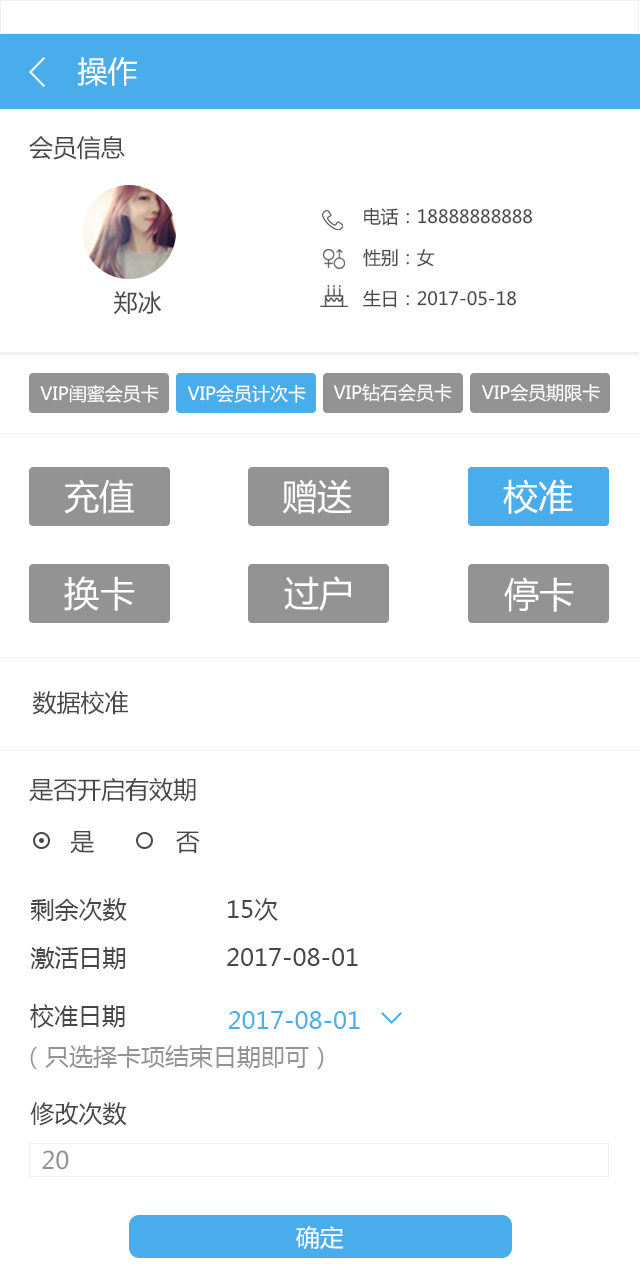 操作
会员信息
郑冰
电话：18888888888
性别：女
生日：2017-05-18
VIP闺蜜会员卡 VIP会员计次卡 VIP钻石会员卡 VIP会员期限卡
充值 赠送 校准
换卡 过户 停卡
数据校准
是否开启有效期
是 否
剩余次数 15次
激活日期 2017-08-01
校准日期 2017-08-01
（只选择卡项结束日期即可）
修改次数
20
确定